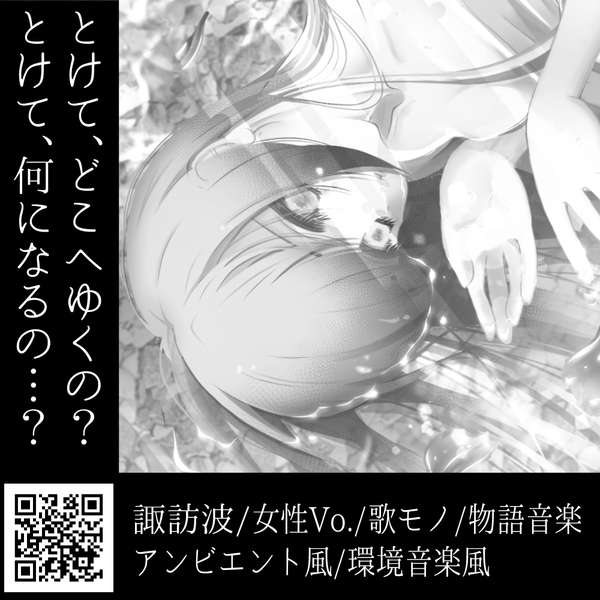 とけて、どこへゆくの?
とけて、何になるの…?
諏訪波/女性Vo./歌モノ/物語音楽
アンビエント風/環境音楽風